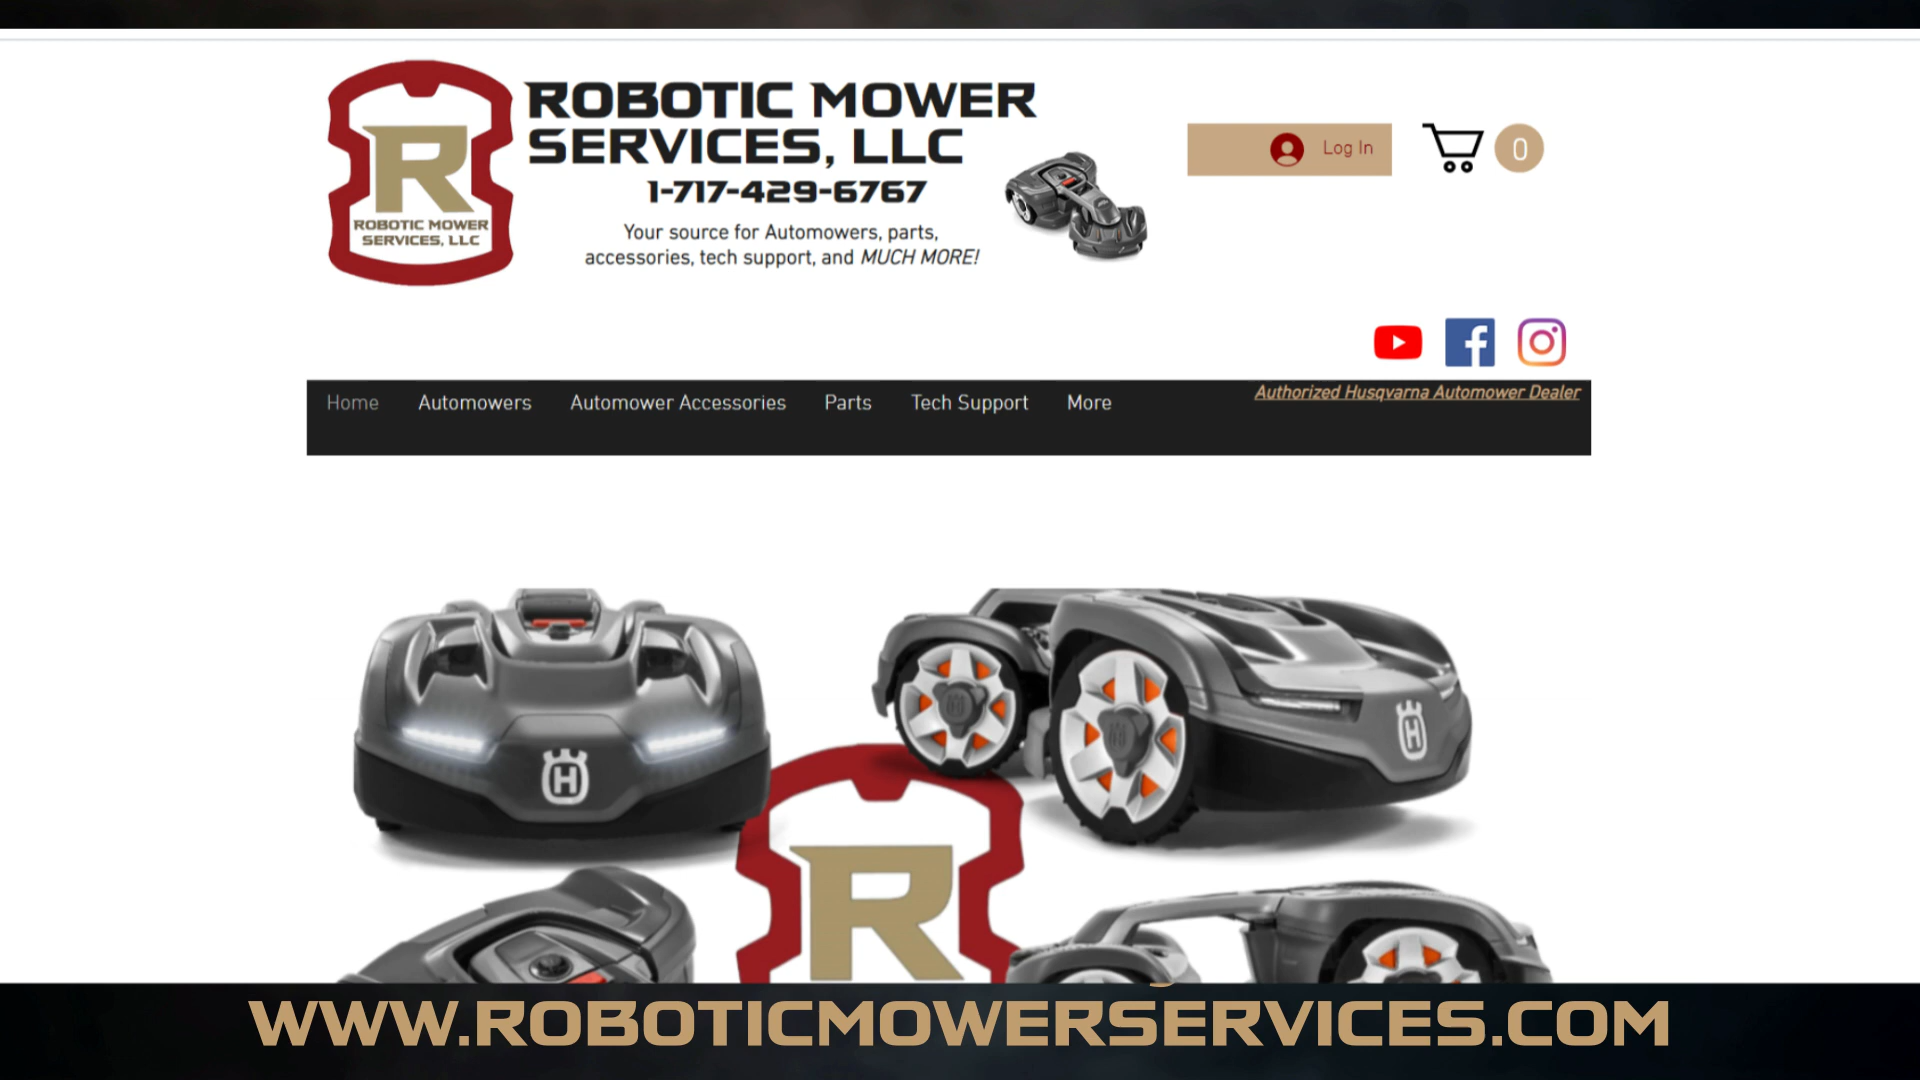 ROBOTIC MOWER
SERVICES, LLC
1-717-429-6767
Your source for Automowers, parts,
accessories, tech support, and MUCH MORE!
R
ROBOTIC MOWER
SERVICES, LLC
Log In
0
Home Automowers Automower Accessories Parts Tech Support More
Authorized Husqvarna Automower Dealer
H
H
R
WWW.ROBOTICMOWERSERVICES.COM